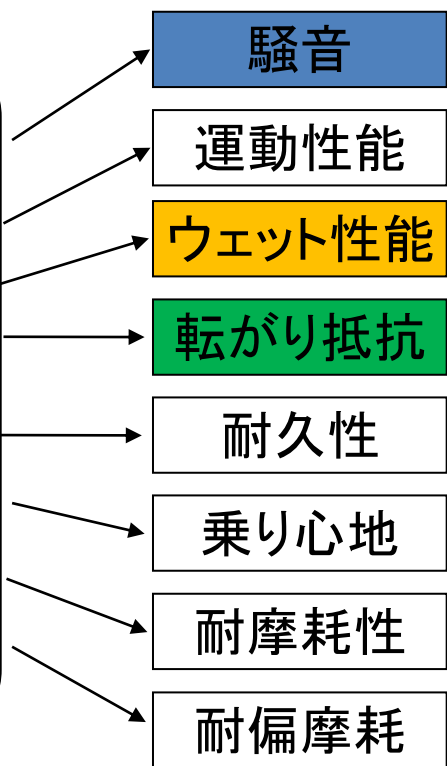 騒音
運動性能
ウェット性能
転がり抵抗
耐久性
乗り心地
耐摩耗性
耐偏摩耗